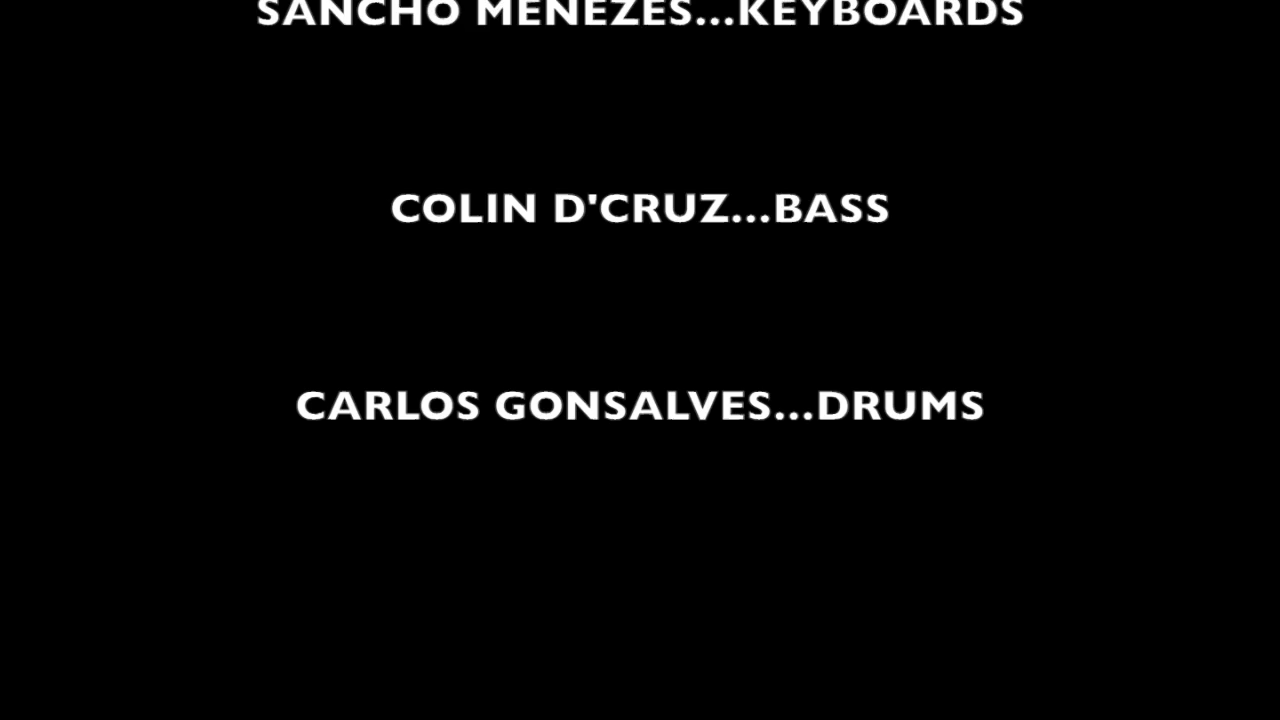 SANCHO MENEZES...KEYBOARDS
COLIN D'CRUZ...BASS
CARLOS GONSALVES...DRUMS